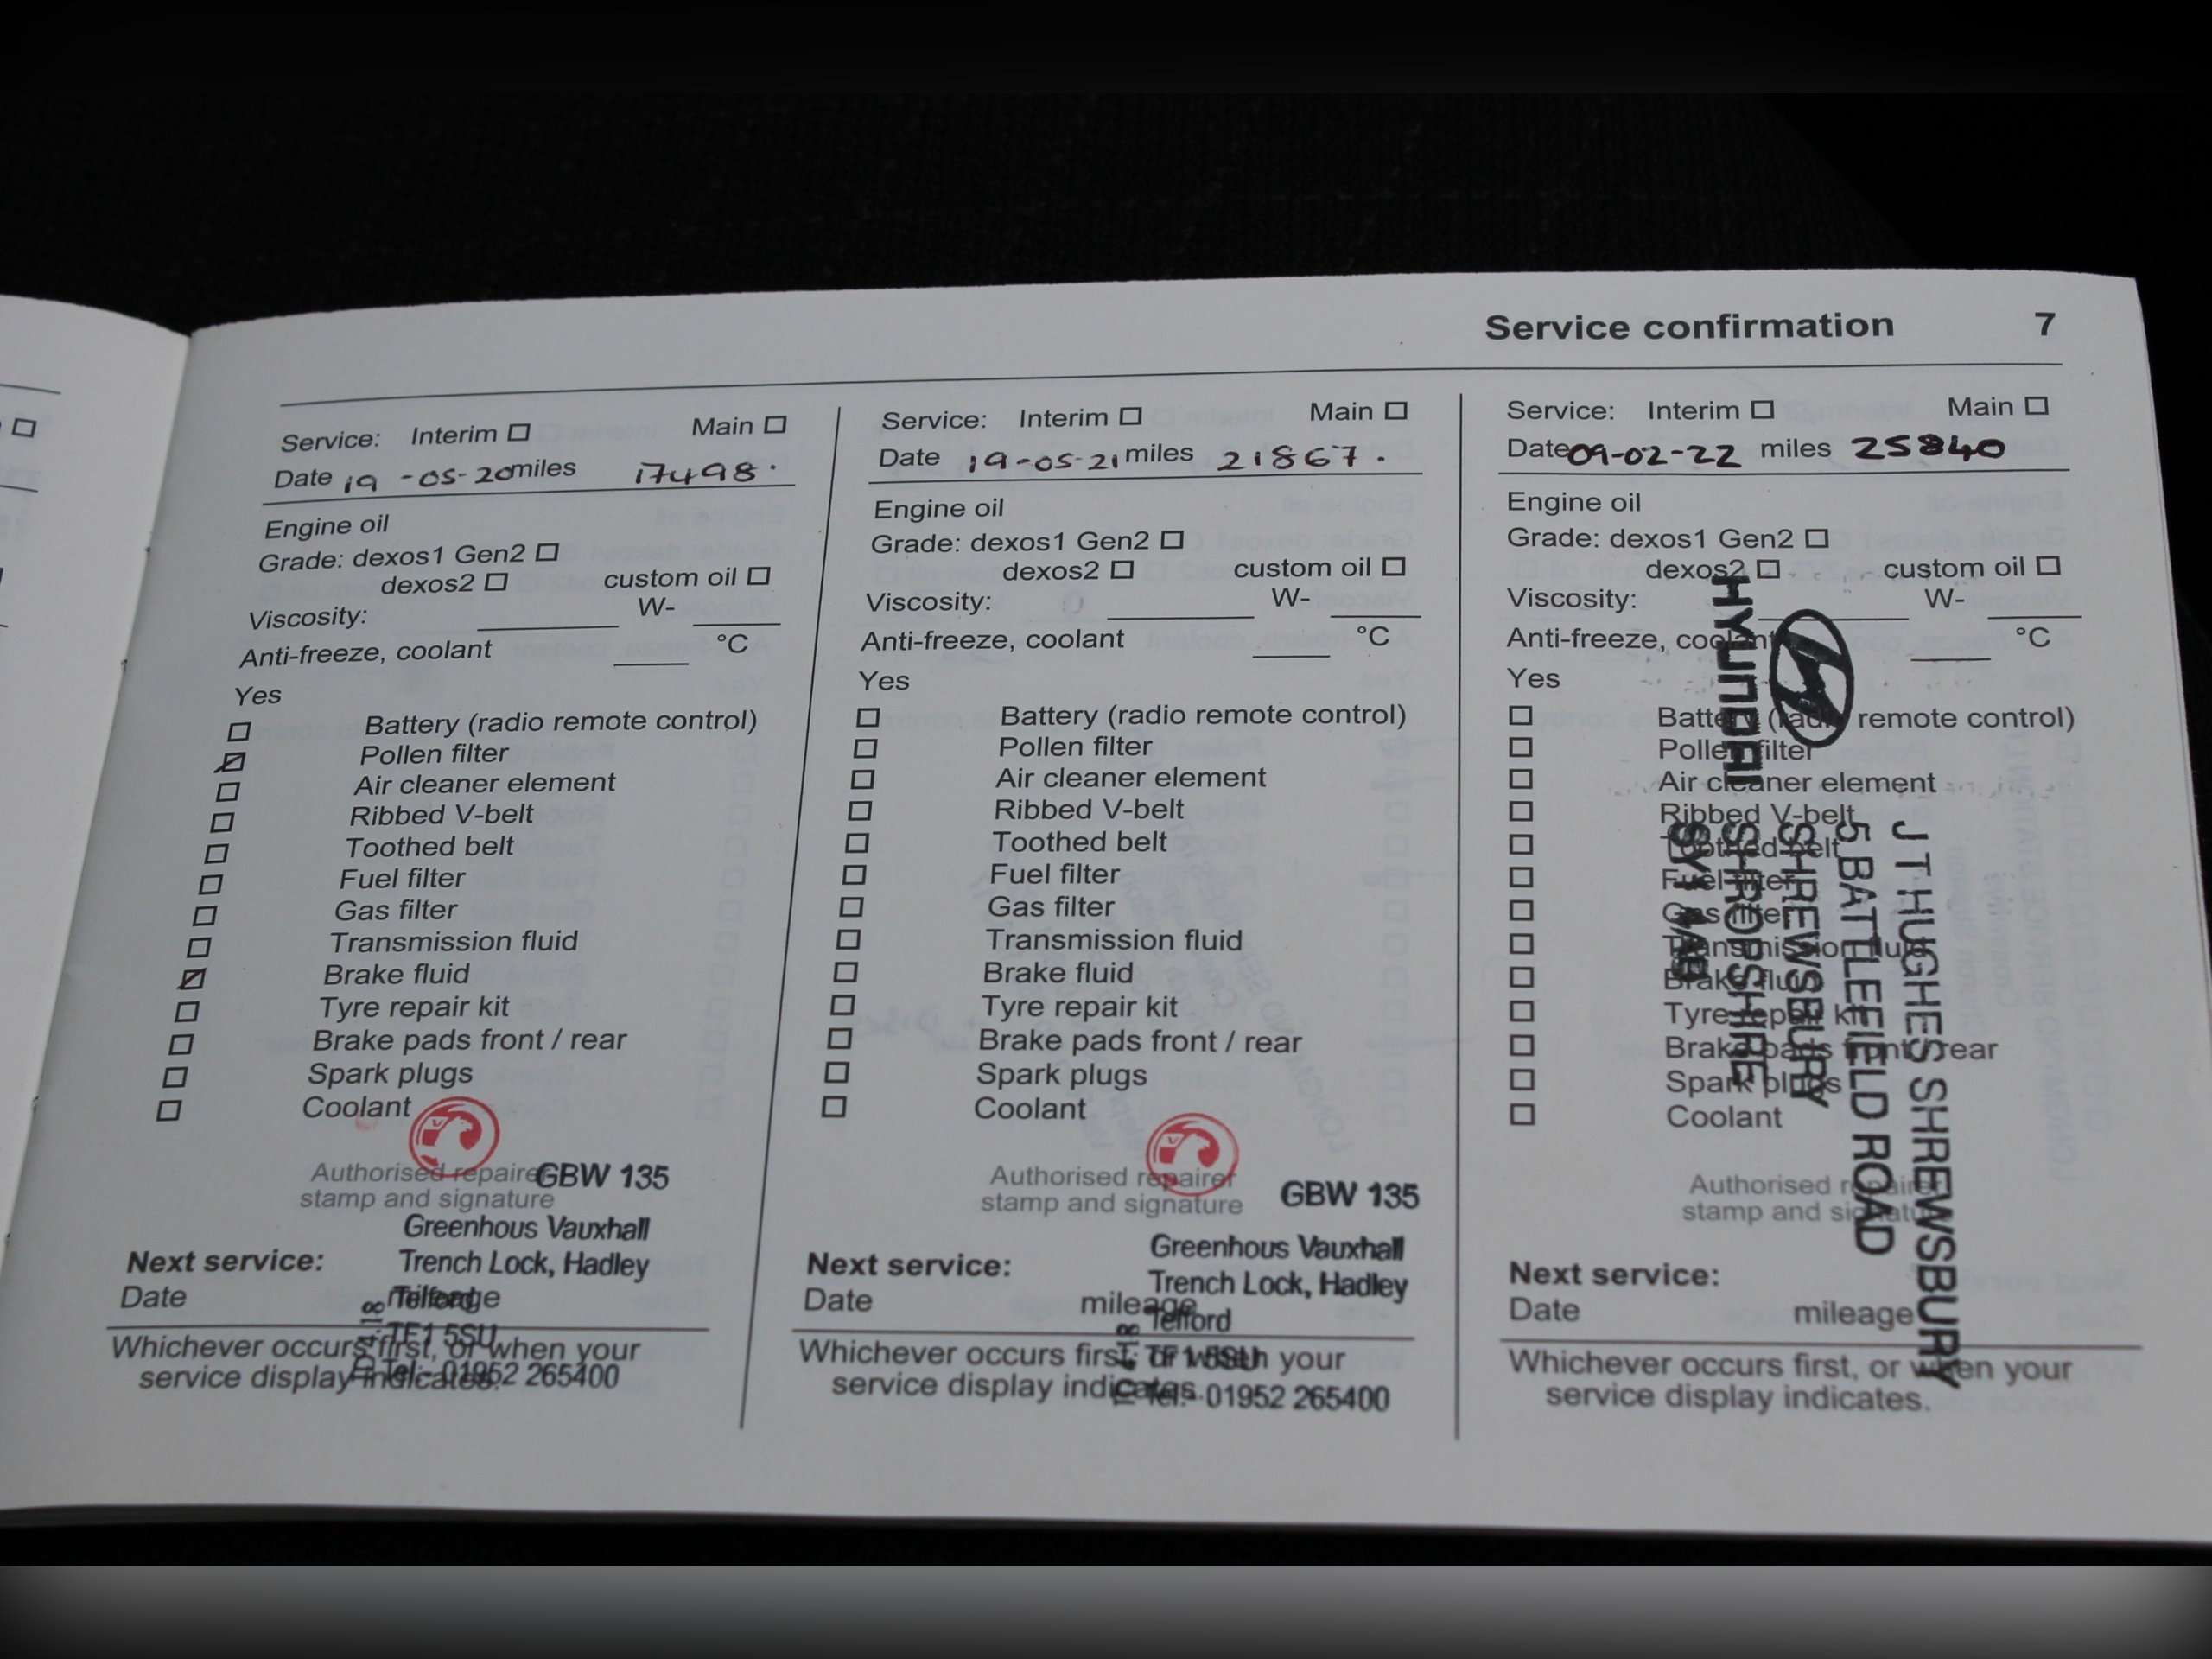 Service confirmation 7
Service: Interim Main
Date 19-05-20 miles 17498.
Engine oil
Grade: dexos1 Gen2
dexos2 custom oil
Viscosity: W-
Anti-freeze, coolant °C
Yes
Battery (radio remote control)
Pollen filter
Air cleaner element
Ribbed V-belt
Toothed belt
Fuel filter
Gas filter
Transmission fluid
Brake fluid
Tyre repair kit
Brake pads front / rear
Spark plugs
Coolant
Authorised repairer
stamp and signature
GBW 135
Greenhous Vauxhall
Trench Lock, Hadley
Telford
TF1 5SU
Tel:- 01952 265400
Next service:
Date mileage
Whichever occurs first, or when your
service display indicates.
Service: Interim Main
Date 19-05-21 miles 21867.
Engine oil
Grade: dexos1 Gen2
dexos2 custom oil
Viscosity: W-
Anti-freeze, coolant °C
Yes
Battery (radio remote control)
Pollen filter
Air cleaner element
Ribbed V-belt
Toothed belt
Fuel filter
Gas filter
Transmission fluid
Brake fluid
Tyre repair kit
Brake pads front / rear
Spark plugs
Coolant
Authorised repairer
stamp and signature
GBW 135
Greenhous Vauxhall
Trench Lock, Hadley
Telford
TF1 5SU
Tel:- 01952 265400
Next service:
Date mileage
Whichever occurs first, or when your
service display indicates.
Service: Interim Main
Date 09-02-22 miles 25840
Engine oil
Grade: dexos1 Gen2
dexos2 custom oil
Viscosity: W-
Anti-freeze, coolant °C
Yes
Battery (radio remote control)
Pollen filter
Air cleaner element
Ribbed V-belt
Toothed belt
Fuel filter
Gas filter
Transmission fluid
Brake fluid
Tyre repair kit
Brake pads front / rear
Spark plugs
Coolant
Authorised repairer
stamp and signature
HYUNDAI
J T HUGHES SHREWSBURY
5 BATTLEFIELD ROAD
SHREWSBURY
SHROPSHIRE
SY1 4AB
Next service:
Date mileage
Whichever occurs first, or when your
service display indicates.